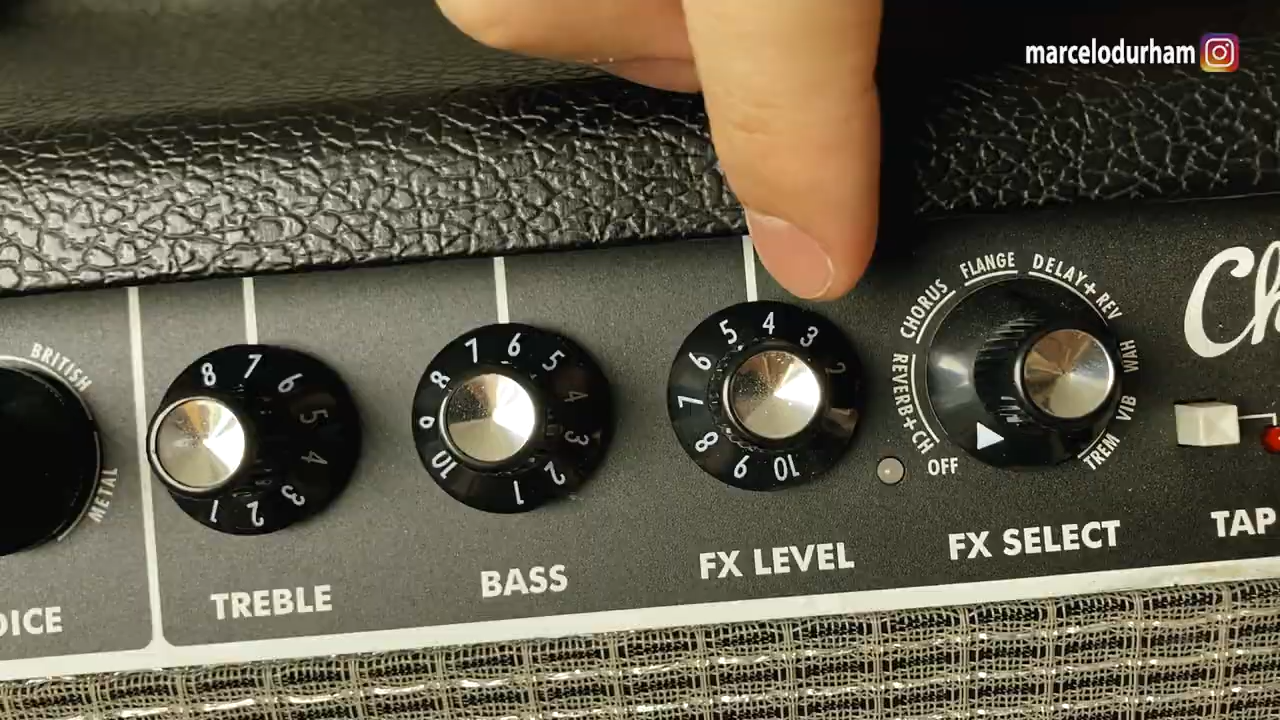 marcelodurham
BRITISH
METAL
8 7 6 5 4 3 2 1
TREBLE
10 9 8 7 6 5 4 3 2 1
BASS
10 9 8 7 6 5 4 3 2
FX LEVEL
OFF
REVERB+CH
CHORUS
FLANGE
DELAY+REV
WAH
VIB
TREM
FX SELECT
TAP